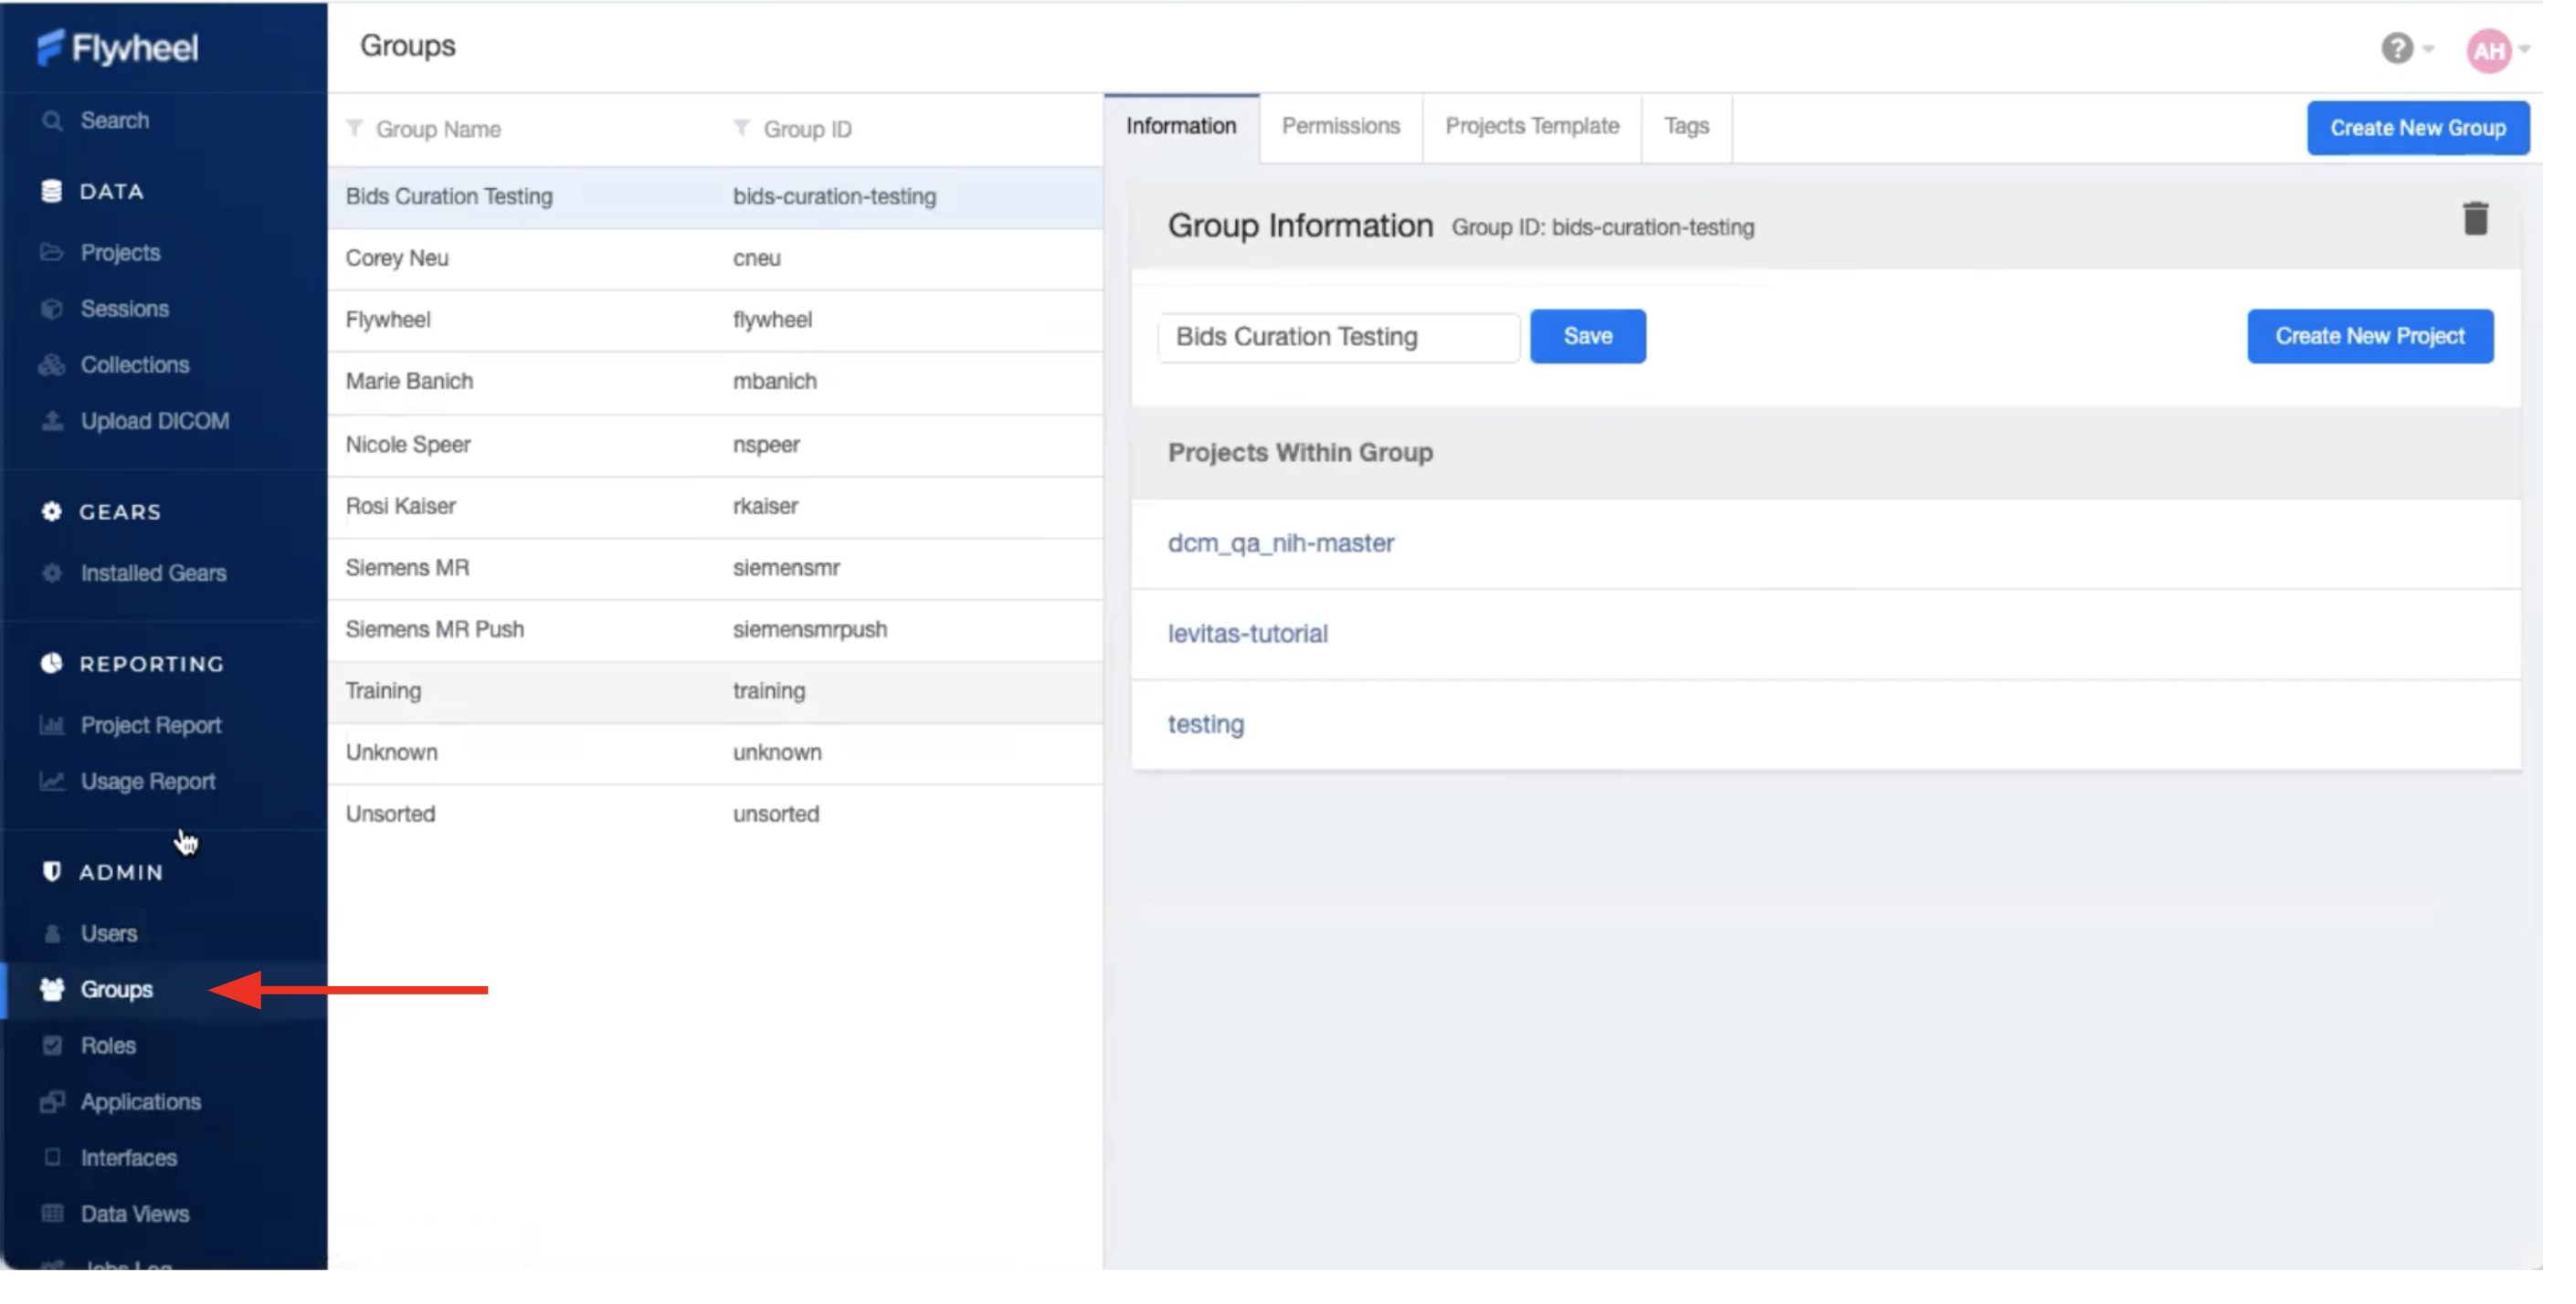 Flywheel
Search
DATA
Projects
Sessions
Collections
Upload DICOM
GEARS
Installed Gears
REPORTING
Project Report
Usage Report
ADMIN
Users
Groups
Roles
Applications
Interfaces
Data Views
Jobs Log
Groups
? AH
Group Name Group ID
Bids Curation Testing bids-curation-testing
Corey Neu cneu
Flywheel flywheel
Marie Banich mbanich
Nicole Speer nspeer
Rosi Kaiser rkaiser
Siemens MR siemensmr
Siemens MR Push siemensmrpush
Training training
Unknown unknown
Unsorted unsorted
Information Permissions Projects Template Tags Create New Group
Group Information Group ID: bids-curation-testing
Bids Curation Testing Save Create New Project
Projects Within Group
dcm_qa_nih-master
levitas-tutorial
testing